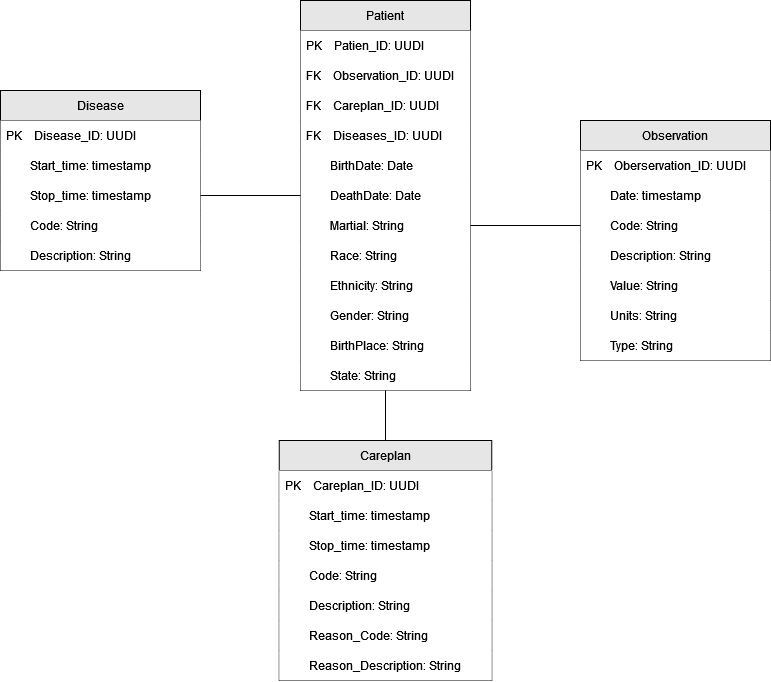 Patient
PK Patien_ID: UUDI
FK Observation_ID: UUDI
FK Careplan_ID: UUDI
FK Diseases_ID: UUDI
BirthDate: Date
DeathDate: Date
Martial: String
Race: String
Ethnicity: String
Gender: String
BirthPlace: String
State: String
Disease
PK Disease_ID: UUDI
Start_time: timestamp
Stop_time: timestamp
Code: String
Description: String
Observation
PK Oberservation_ID: UUDI
Date: timestamp
Code: String
Description: String
Value: String
Units: String
Type: String
Careplan
PK Careplan_ID: UUDI
Start_time: timestamp
Stop_time: timestamp
Code: String
Description: String
Reason_Code: String
Reason_Description: String